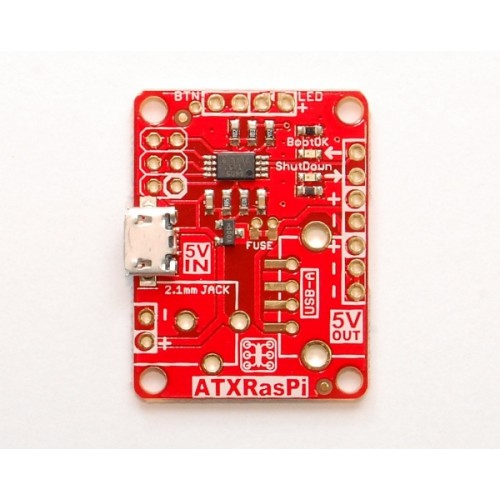 BTN
LED
+
BootOK
ShutDown
+
-
+
-
-
FUSE
5V
IN
USB-A
2.1mm JACK
-
+
5V
OUT
ATXRasPi